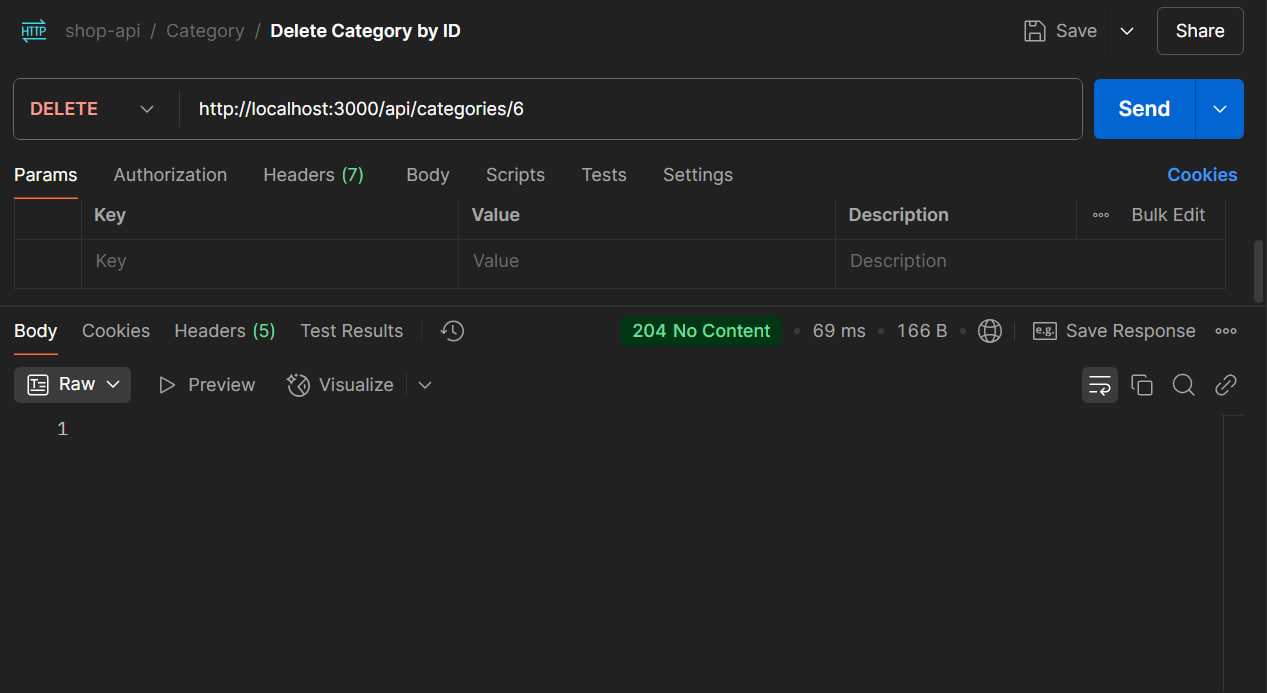 HTTP shop-api / Category / Delete Category by ID Save Share
DELETE http://localhost:3000/api/categories/6 Send
Params Authorization Headers (7) Body Scripts Tests Settings Cookies
Key Value Description Bulk Edit
Key Value Description
Body Cookies Headers (5) Test Results 204 No Content • 69 ms • 166 B • e.g. Save Response
Raw Preview Visualize
1